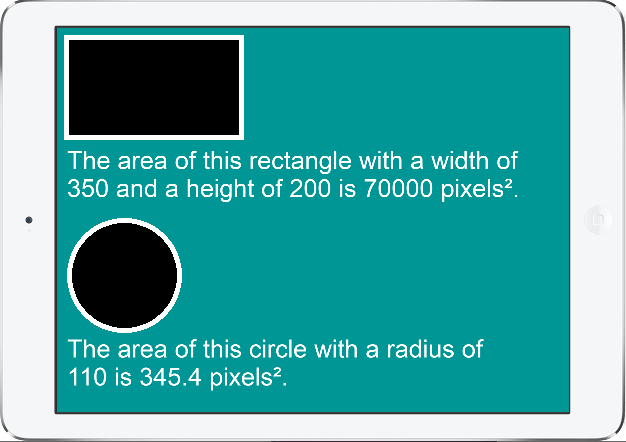 The area of this rectangle with a width of
350 and a height of 200 is 70000 pixels².
The area of this circle with a radius of
110 is 345.4 pixels².